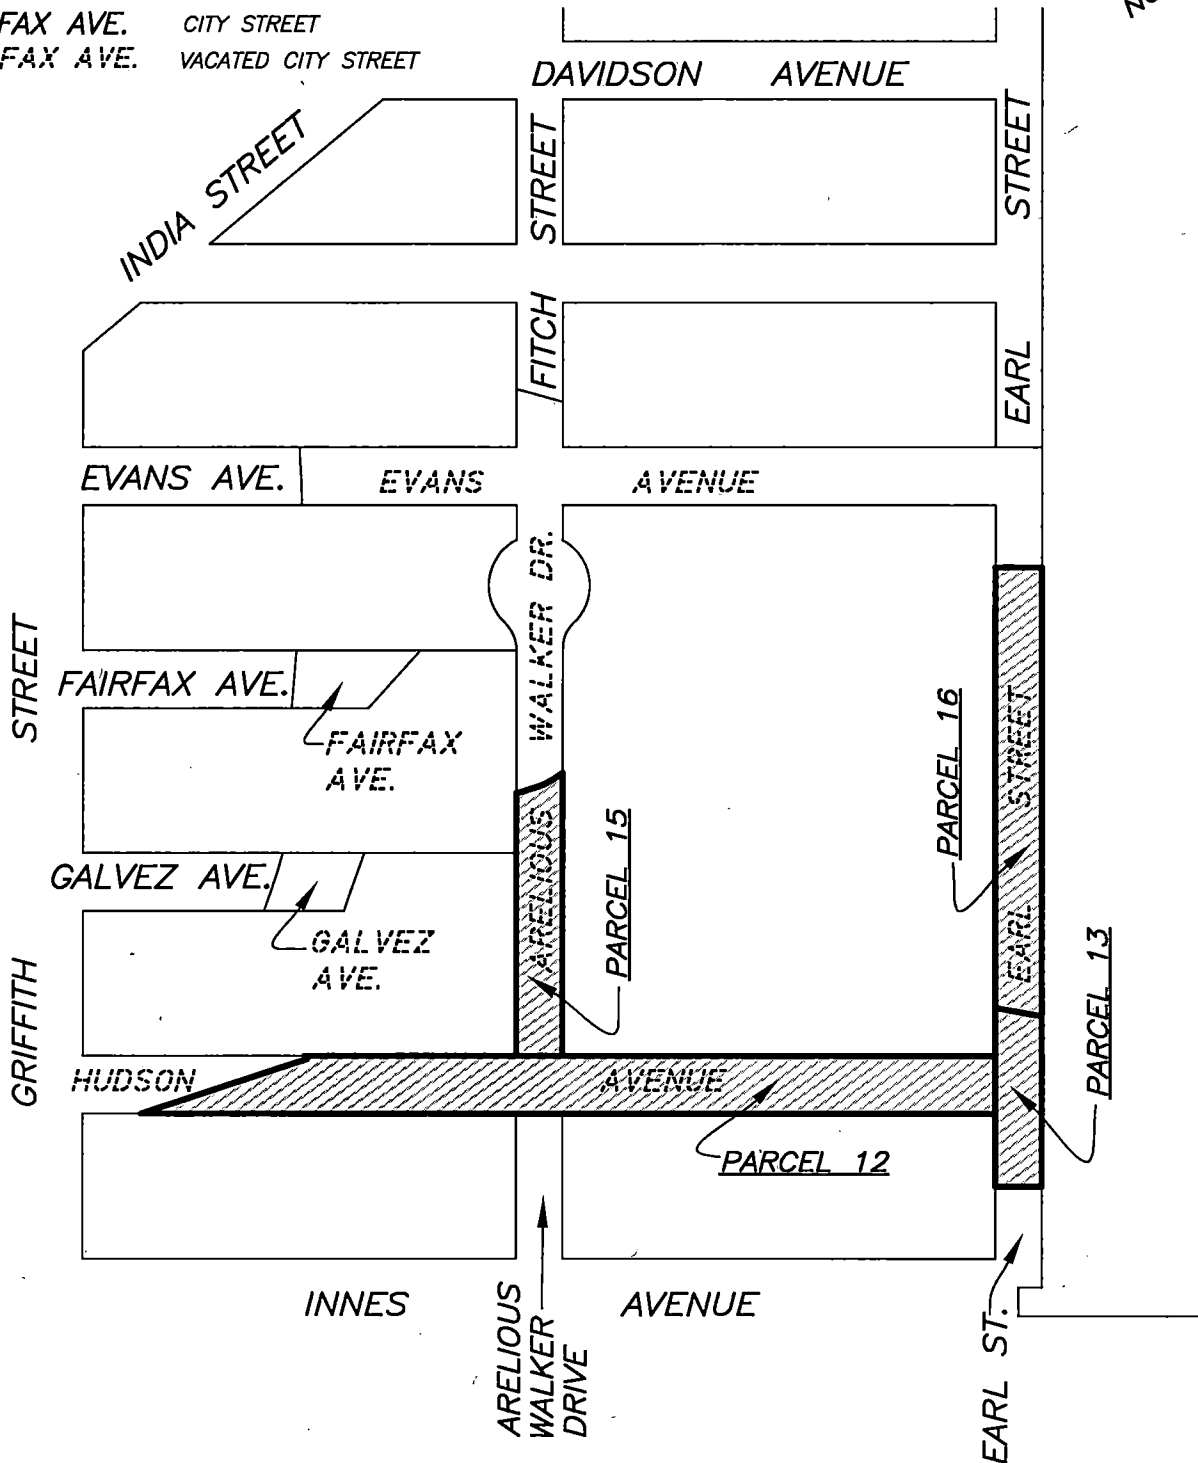 FAX AVE. CITY STREET
FAX AVE. VACATED CITY STREET
DAVIDSON AVENUE
INDIA STREET
FITCH STREET
EARL STREET
EVANS AVE. EVANS AVENUE
GRIFFITH STREET
FAIRFAX AVE.
FAIRFAX
AVE.
GALVEZ AVE.
GALVEZ
AVE.
ARELIOUS WALKER DR.
PARCEL 15
PARCEL 16
EARL STREET
PARCEL 13
HUDSON AVENUE
PARCEL 12
INNES AVENUE
ARELIOUS
WALKER
DRIVE
EARL ST.